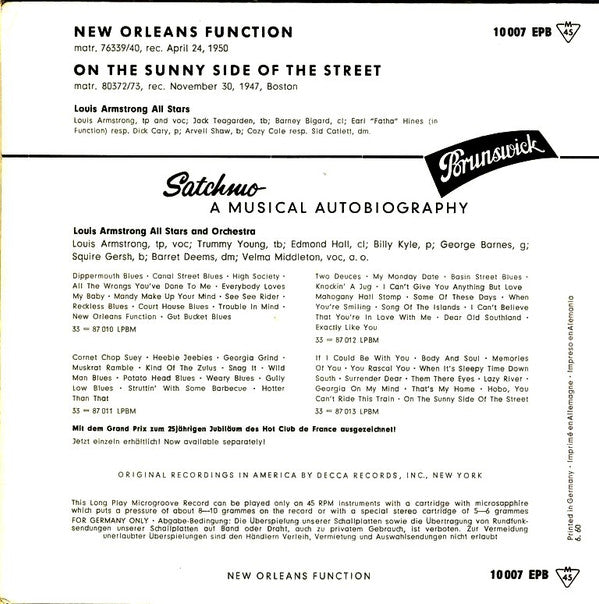 NEW ORLEANS FUNCTION
10 007 EPB M 45
matr. 76339/40, rec. April 24, 1950
ON THE SUNNY SIDE OF THE STREET
matr. 80372/73, rec. November 30, 1947, Boston
Louis Armstrong All Stars
Louis Armstrong, tp and voc; Jack Teagarden, tb; Barney Bigard, cl; Earl "Fatha" Hines (in
Function) resp. Dick Cary, p; Arvell Shaw, b; Cozy Cole resp. Sid Catlett, dm.
Brunswick
Satchmo
A MUSICAL AUTOBIOGRAPHY
Louis Armstrong All Stars and Orchestra
Louis Armstrong, tp, voc; Trummy Young, tb; Edmond Hall, cl; Billy Kyle, p; George Barnes, g;
Squire Gersh, b; Barret Deems, dm; Velma Middleton, voc, a. o.
Dippermouth Blues · Canal Street Blues · High Society ·
All The Wrongs You've Done To Me · Everybody Loves
My Baby · Mandy Make Up Your Mind · See See Rider ·
Reckless Blues · Court House Blues · Trouble In Mind ·
New Orleans Function · Gut Bucket Blues
33 — 87 010 LPBM
Two Deuces · My Monday Date · Basin Street Blues ·
Knockin' A Jug · I Can't Give You Anything But Love
Mahogany Hall Stomp · Some Of These Days · When
You're Smiling · Song Of The Islands · I Can't Believe
That You're In Love With Me · Dear Old Southland ·
Exactly Like You
33 — 87 012 LPBM
Cornet Chop Suey · Heebie Jeebies · Georgia Grind ·
Muskrat Ramble · Kind Of The Zulus · Snag It · Wild
Man Blues · Potato Head Blues · Weary Blues · Gully
Low Blues · Struttin' With Some Barbecue · Hotter
Than That
33 — 87 011 LPBM
If I Could Be With You · Body And Soul · Memories
Of You · You Rascal You · When It's Sleepy Time Down
South · Surrender Dear · Them There Eyes · Lazy River ·
Georgia On My Mind · That's My Home · Hobo, You
Can't Ride This Train · On The Sunny Side Of The Street
33 — 87 013 LPBM
Mit dem Grand Prix zum 25jährigen Jubiläum des Hot Club de France ausgezeichnet!
Jetzt einzeln erhältlich! Now available separately!
ORIGINAL RECORDINGS IN AMERICA BY DECCA RECORDS, INC., NEW YORK
This Long Play Microgroove Record can be played only on 45 RPM instruments with a cartridge with microsapphire
which puts a pressure of about 8—10 grammes on the record or with a special stereo cartridge of 5—6 grammes
FOR GERMANY ONLY · Abgabe-Bedingung: Die Überspielung unserer Schallplatten sowie die Übertragung von Rundfunk-
sendungen unserer Schallplatten auf Band oder Draht, auch zu privatem Gebrauch, ist verboten. Zur Vermeidung
unerlaubter Überspielungen sind den Händlern Verleih, Vermietung und Auswahlsendungen nicht erlaubt
Printed in Germany · Imprimé en Allemagne · Impreso en Alemania
6. 60
NEW ORLEANS FUNCTION
10 007 EPB M 45